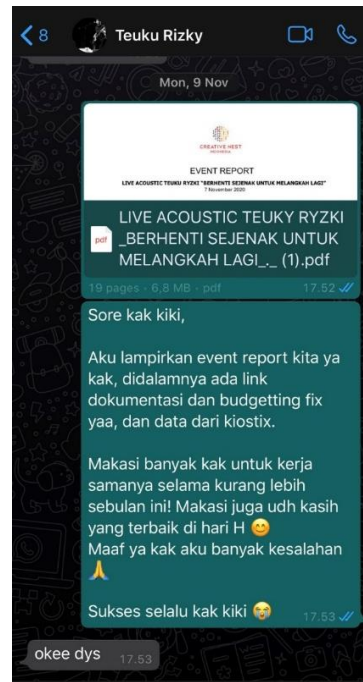 8
Teuku Rizky
Mon, 9 Nov
CREATIVE NEST
INDONESIA
EVENT REPORT
LIVE ACOUSTIC TEUKU RYZKI "BERHENTI SEJENAK UNTUK MELANGKAH LAGI"
7 November 2020
pdf
LIVE ACOUSTIC TEUKY RYZKI
_BERHENTI SEJENAK UNTUK
MELANGKAH LAGI_._ (1).pdf
19 pages · 6,8 MB · pdf 17.52
Sore kak kiki,
Aku lampirkan event report kita ya
kak, didalamnya ada link
dokumentasi dan budgetting fix
yaa, dan data dari kiostix.
Makasi banyak kak untuk kerja
samanya selama kurang lebih
sebulan ini! Makasi juga udh kasih
yang terbaik di hari H 😊
Maaf ya kak aku banyak kesalahan
🙏
Sukses selalu kak kiki 😭 17.53
okee dys 17.53